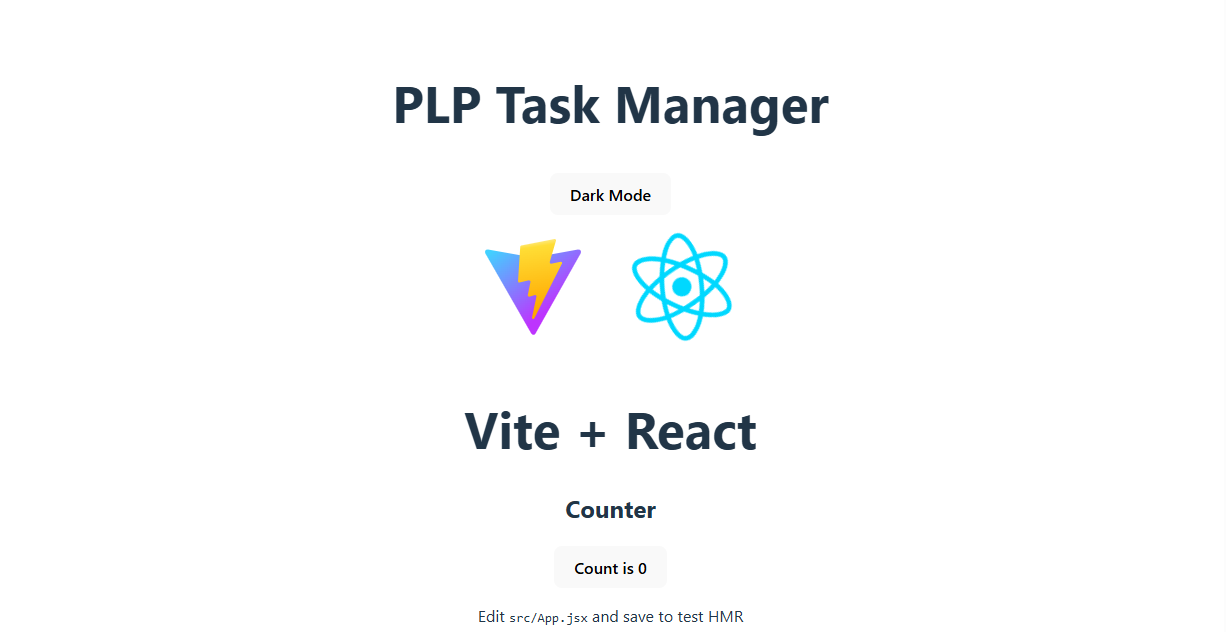 PLP Task Manager
Dark Mode
Vite + React
Counter
Count is 0
Edit src/App.jsx and save to test HMR